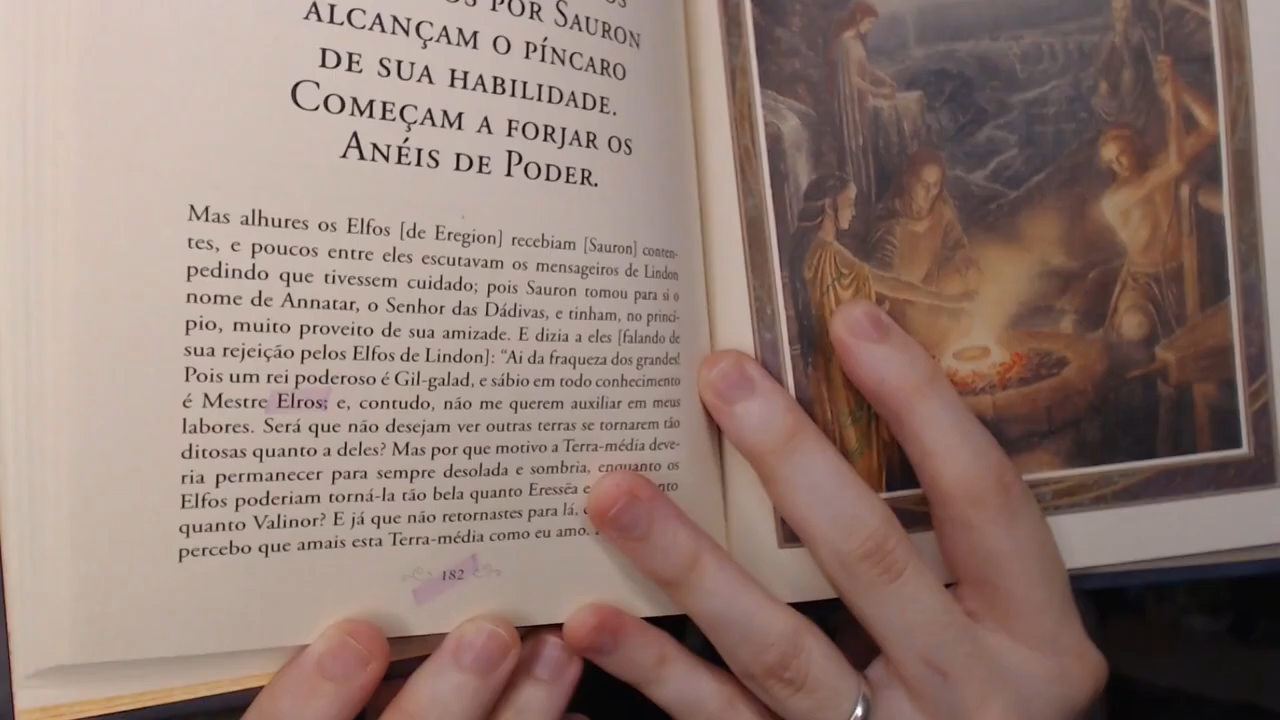 POR SAURON
ALCANÇAM O PÍNCARO
DE SUA HABILIDADE.
COMEÇAM A FORJAR OS
ANÉIS DE PODER.
Mas alhures os Elfos [de Eregion] recebiam [Sauron] conten-
tes, e poucos entre eles escutavam os mensageiros de Lindon
pedindo que tivessem cuidado; pois Sauron tomou para si o
nome de Annatar, o Senhor das Dádivas, e tinham, no princí-
pio, muito proveito de sua amizade. E dizia a eles [falando de
sua rejeição pelos Elfos de Lindon]: “Ai da fraqueza dos grandes!
Pois um rei poderoso é Gil-galad, e sábio em todo conhecimento
é Mestre Elros; e, contudo, não me querem auxiliar em meus
labores. Será que não desejam ver outras terras se tornarem tão
ditosas quanto a deles? Mas por que motivo a Terra-média deve-
ria permanecer para sempre desolada e sombria, enquanto os
Elfos poderiam torná-la tão bela quanto Eressëa e
quanto Valinor? E já que não retornastes para lá,
percebo que amais esta Terra-média como eu amo.
182